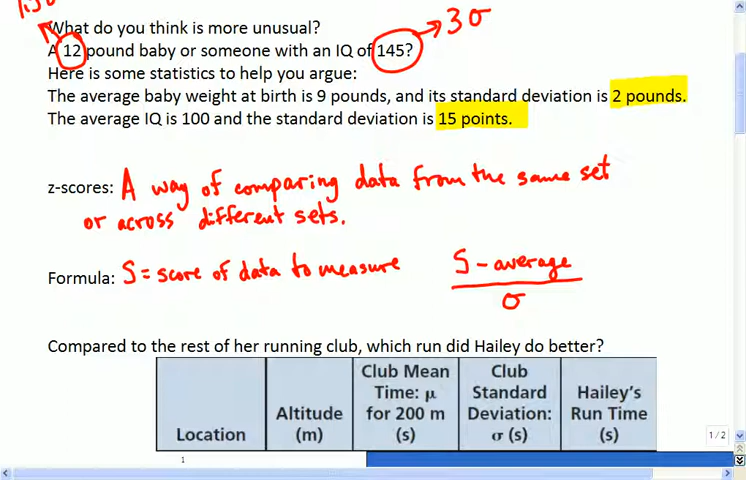 What do you think is more unusual?
A 12 pound baby or someone with an IQ of 145? 3σ
Here is some statistics to help you argue:
The average baby weight at birth is 9 pounds, and its standard deviation is 2 pounds.
The average IQ is 100 and the standard deviation is 15 points.
z-scores: A way of comparing data from the same set
or across different sets.
Formula: S = score of data to measure S - average
σ
Compared to the rest of her running club, which run did Hailey do better?
Location Altitude (m) Club Mean Time: μ for 200 m (s) Club Standard Deviation: σ (s) Hailey's Run Time (s)
1
1 / 2